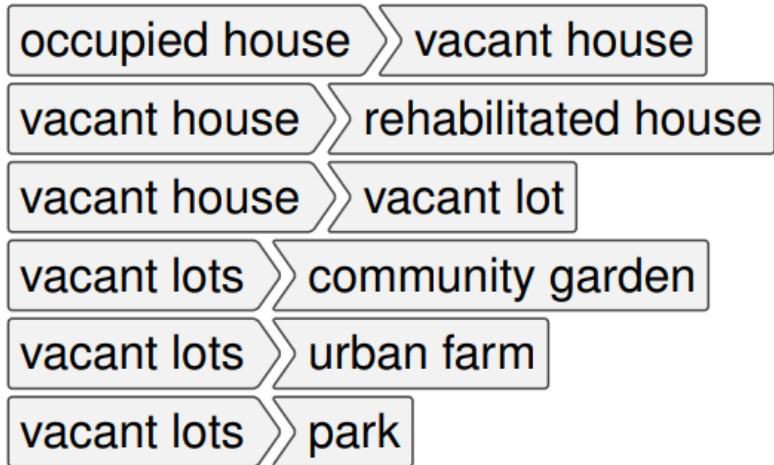 occupied house vacant house
vacant house rehabilitated house
vacant house vacant lot
vacant lots community garden
vacant lots urban farm
vacant lots park